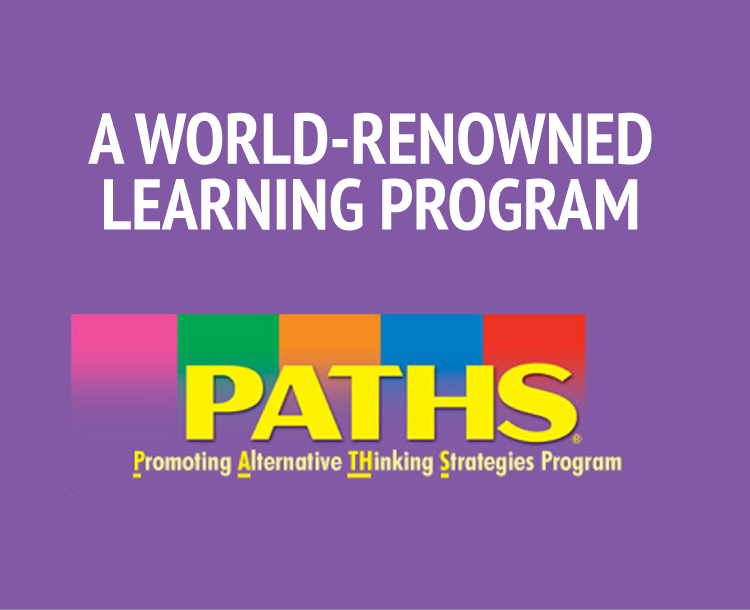 A WORLD-RENOWNED
LEARNING PROGRAM
PATHS®
Promoting Alternative THinking Strategies Program